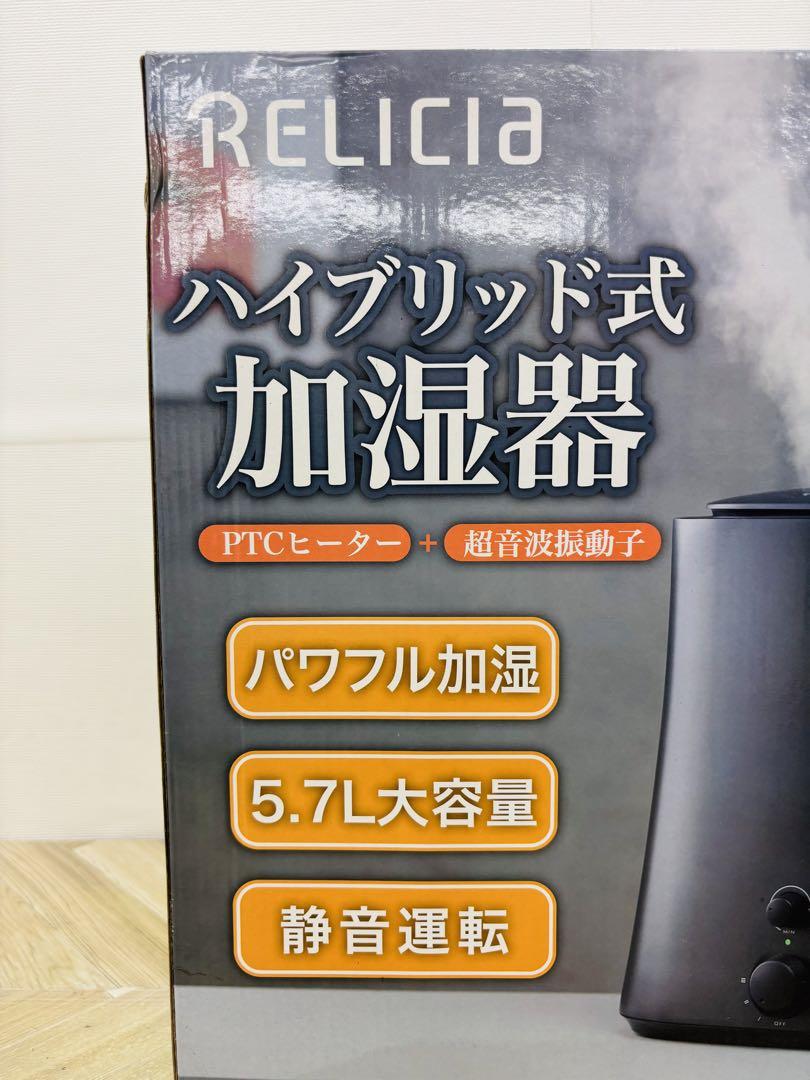 RELICIA
ハイブリッド式
加湿器
PTCヒーター + 超音波振動子
パワフル加湿
5.7L大容量
静音運転
MIN
OFF